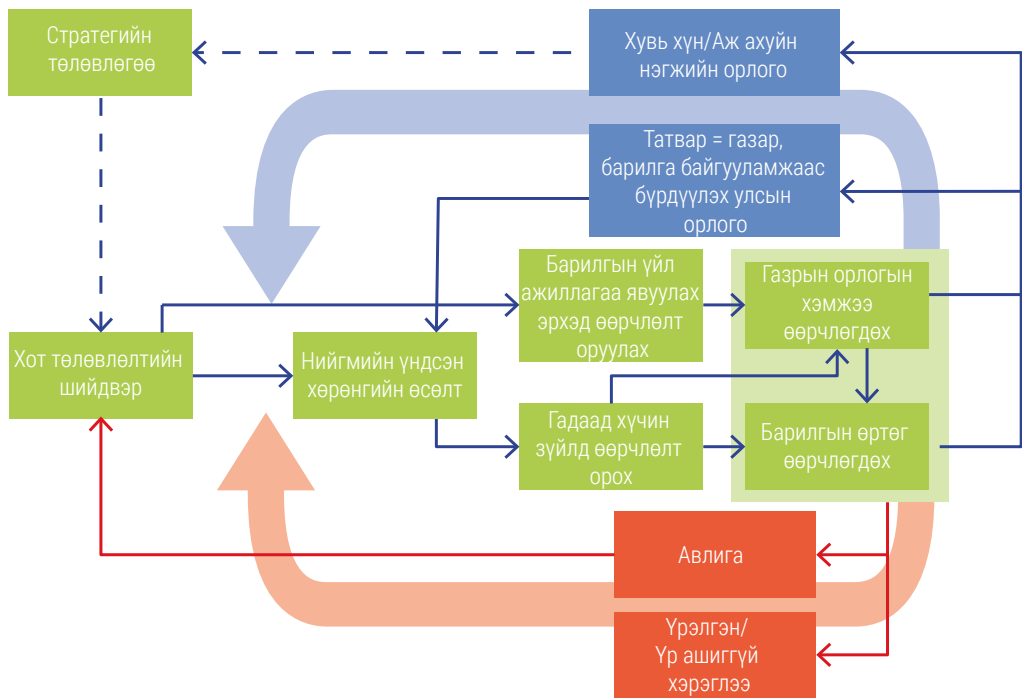 Стратегийн
төлөвлөгөө
Хувь хүн/Аж ахуйн
нэгжийн орлого
Татвар = газар,
барилга байгууламжаас
бүрдүүлэх улсын
орлого
Барилгын үйл
ажиллагаа явуулах
эрхэд өөрчлөлт
оруулах
Газрын орлогын
хэмжээ
өөрчлөгдөх
Хот төлөвлөлтийн
шийдвэр
Нийгмийн үндсэн
хөрөнгийн өсөлт
Гадаад хүчин
зүйлд өөрчлөлт
орох
Барилгын өртөг
өөрчлөгдөх
Авлига
Үрэлгэн/
Үр ашиггүй
хэрэглээ